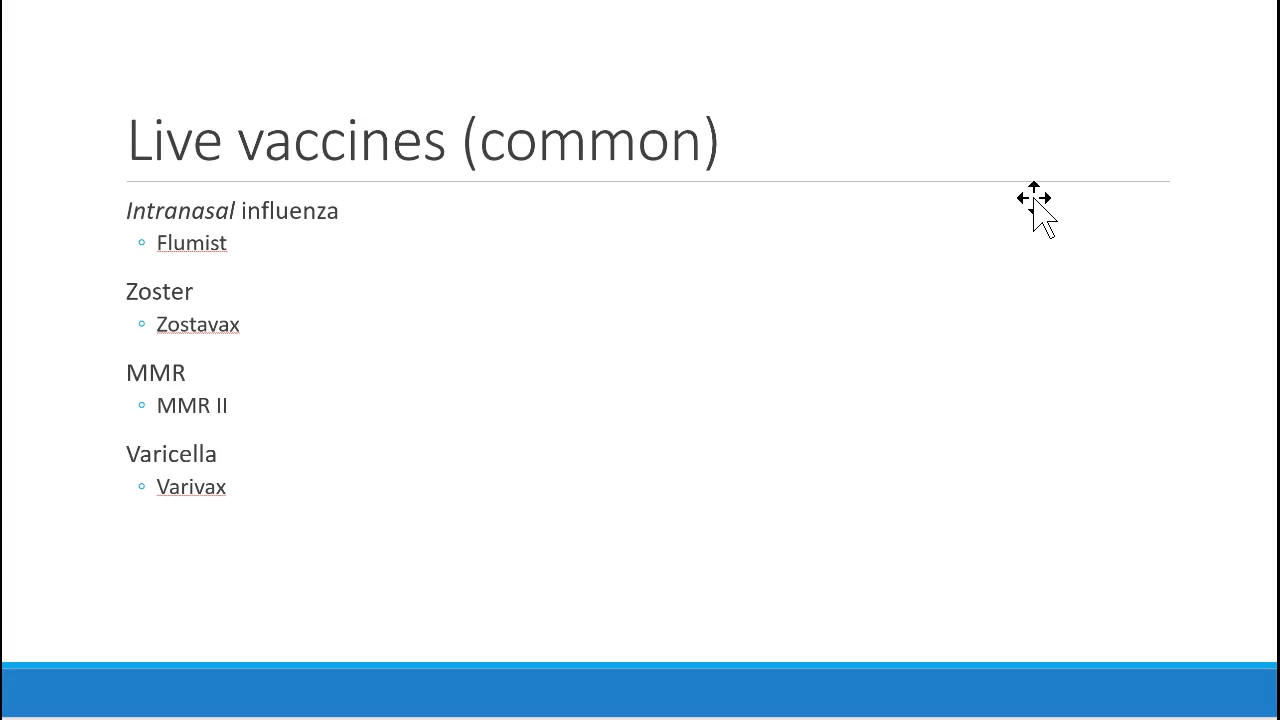 Live vaccines (common)
Intranasal influenza
◦ Flumist
Zoster
◦ Zostavax
MMR
◦ MMR II
Varicella
◦ Varivax